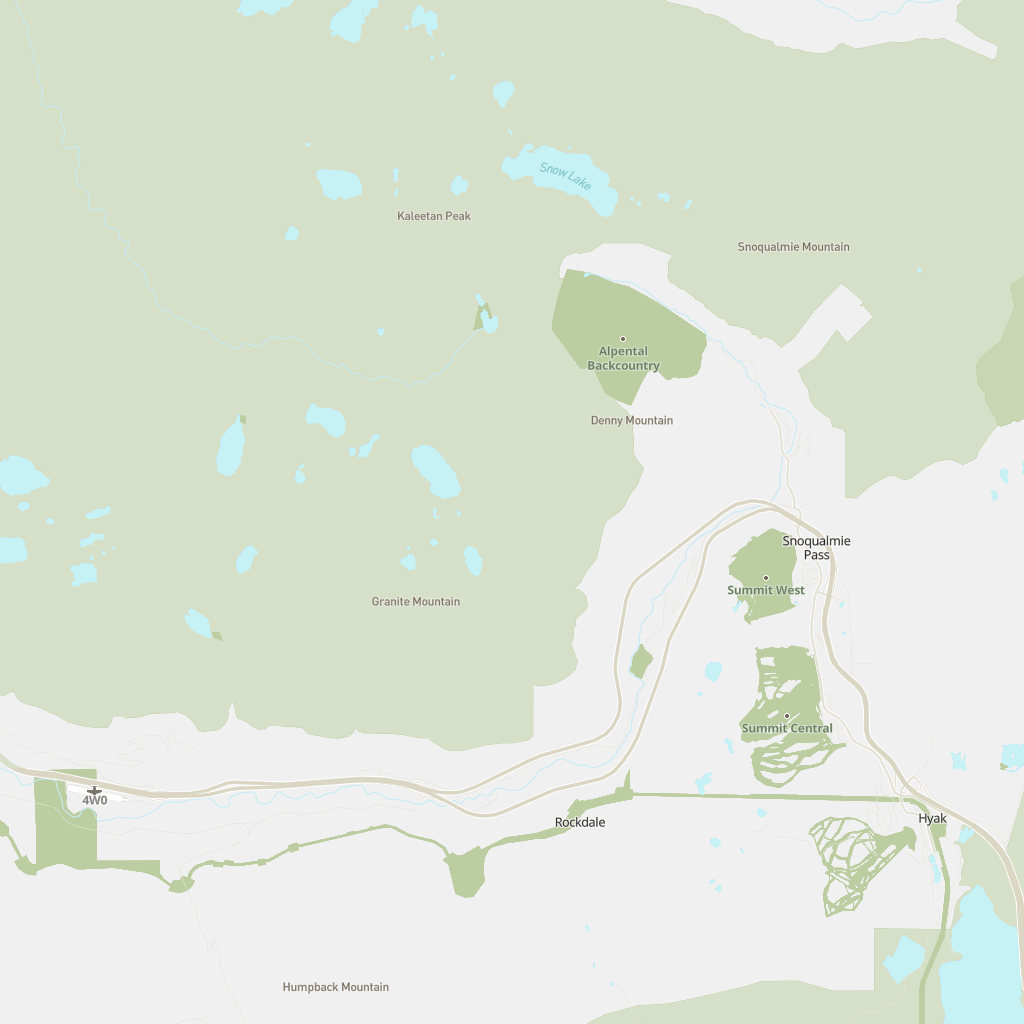 Snow Lake
Kaleetan Peak
Snoqualmie Mountain
Alpental
Backcountry
Denny Mountain
Snoqualmie
Pass
Summit West
Granite Mountain
Summit Central
4W0
Rockdale
Hyak
Humpback Mountain